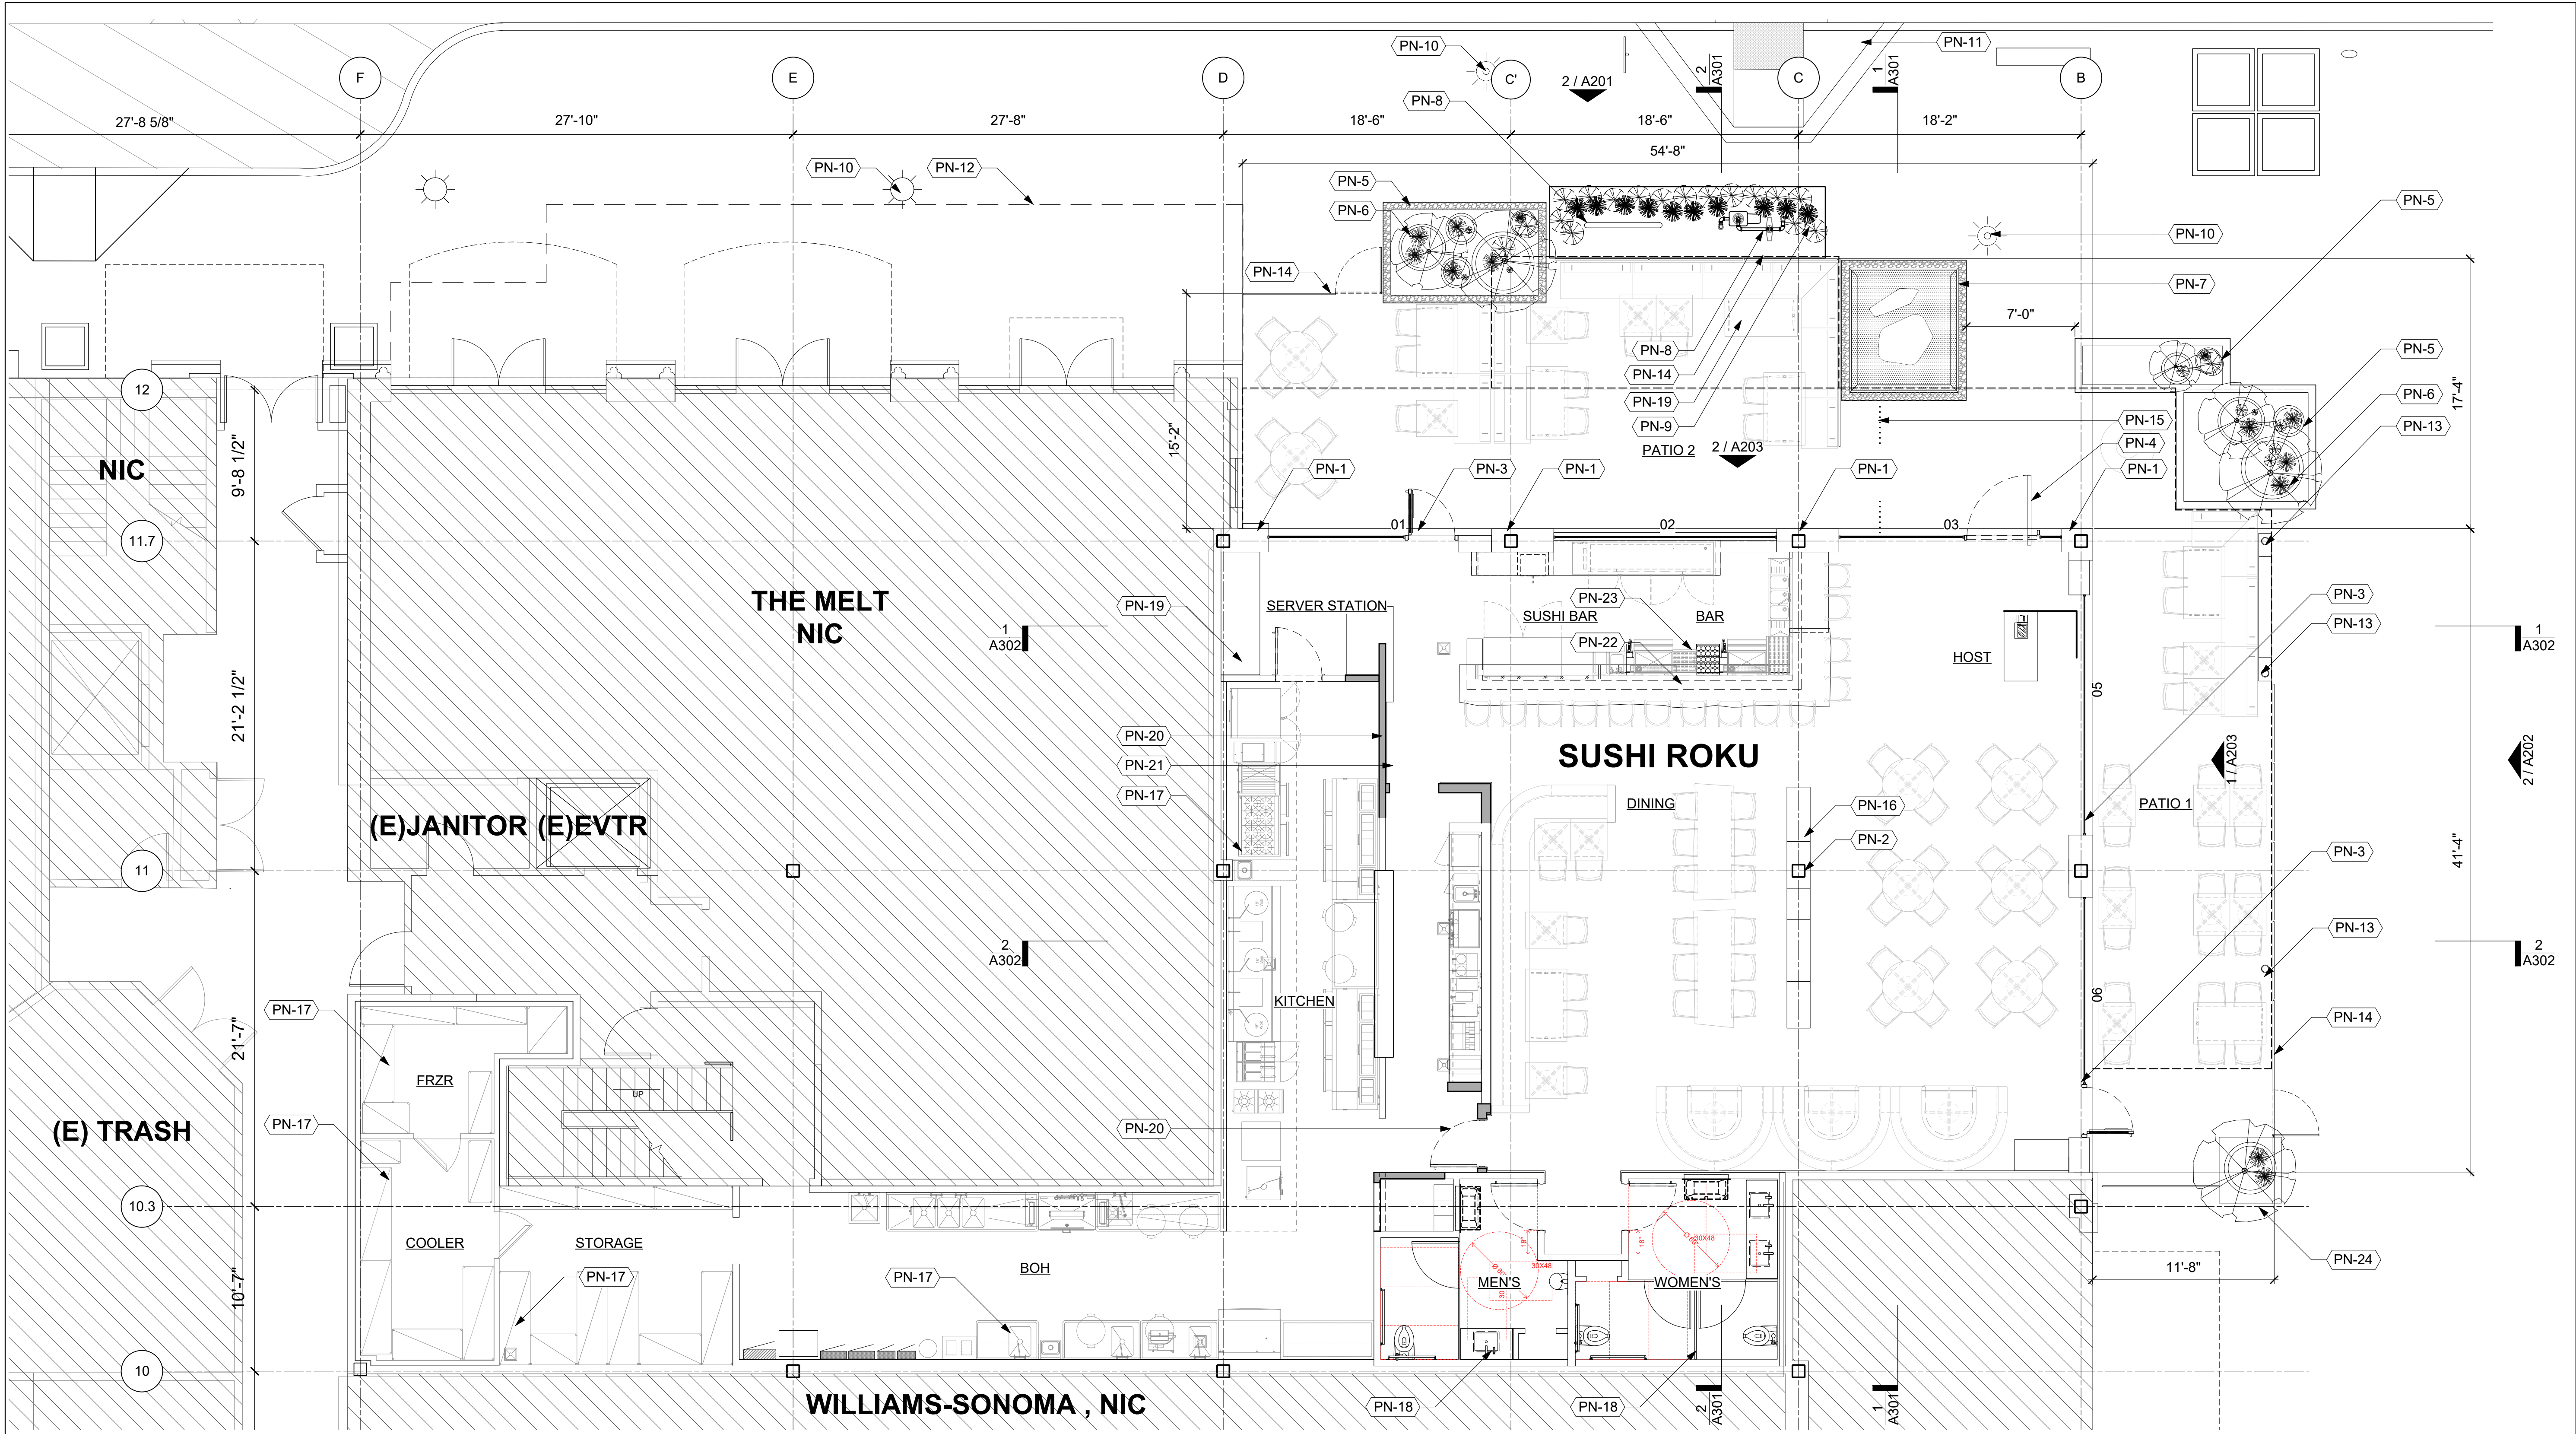 PN-10
PN-11
F
E
D
C'
2 / A201
2
A301
C
1
A301
B
PN-8
27'-8 5/8"
27'-10"
27'-8"
18'-6"
18'-6"
18'-2"
54'-8"
PN-10
PN-12
PN-5
PN-6
PN-5
PN-10
PN-14
PN-7
7'-0"
PN-8
PN-14
PN-19
PN-9
PN-5
PN-6
PN-13
17'-4"
12
9'-8 1/2"
15'-2"
PN-15
PN-4
PATIO 2
2 / A203
NIC
PN-1
PN-3
PN-1
PN-1
PN-1
01
02
03
11.7
THE MELT
NIC
PN-19
SERVER STATION
PN-23
SUSHI BAR
BAR
PN-22
HOST
PN-3
PN-13
1
A302
1
A302
21'-2 1/2"
05
PN-20
PN-21
PN-17
SUSHI ROKU
1 / A203
2 / A202
DINING
PN-16
PN-2
PATIO 1
(E)JANITOR
(E)EVTR
PN-3
11
41'-4"
2
A302
2
A302
PN-13
KITCHEN
06
PN-17
PN-14
21'-7"
FRZR
UP
PN-17
(E) TRASH
PN-20
10.3
COOLER
STORAGE
BOH
PN-17
PN-17
18"
18"
30X48
30X48
MEN'S
WOMEN'S
11'-8"
PN-24
10'-7"
10
WILLIAMS-SONOMA , NIC
PN-18
PN-18
2
A301
1
A301